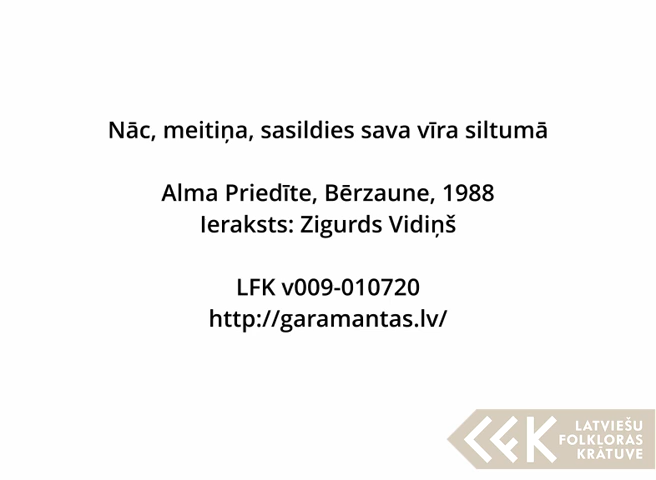 Nāc, meitiņa, sasildies sava vīra siltumā
Alma Priedīte, Bērzaune, 1988
Ieraksts: Zigurds Vidiņš
LFK v009-010720
http://garamantas.lv/
LFK
LATVIEŠU
FOLKLORAS
KRĀTUVE